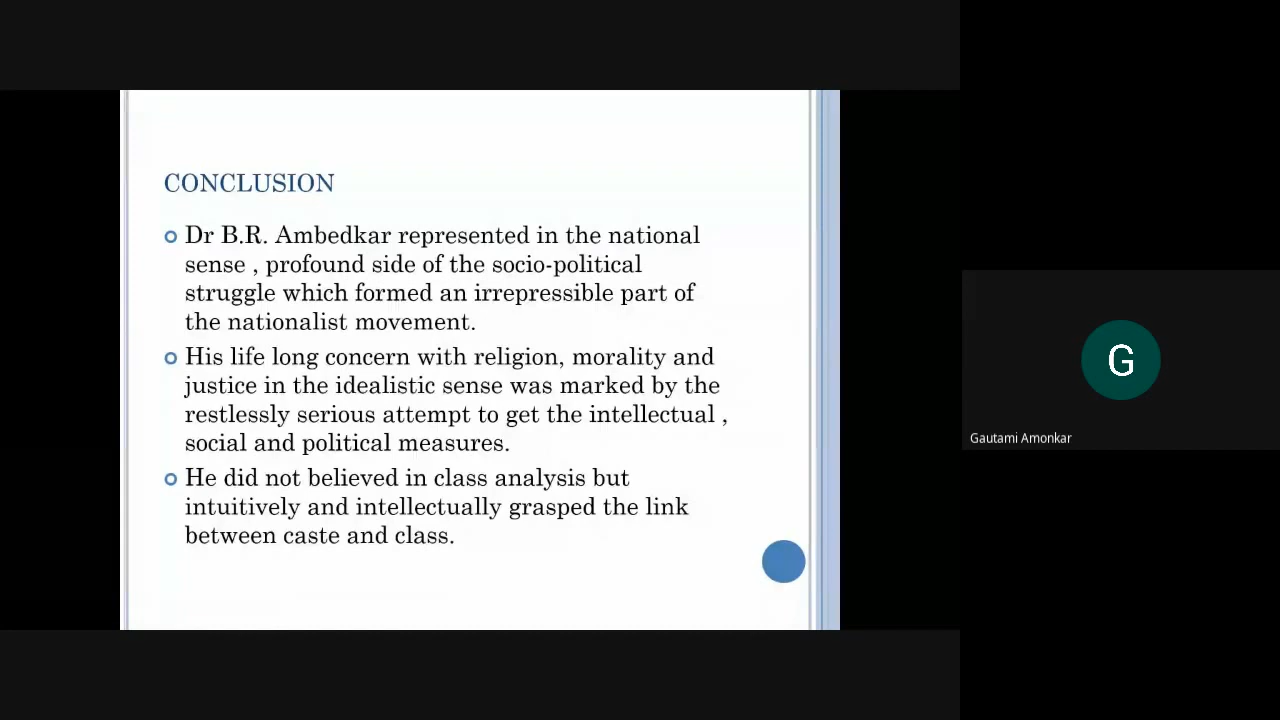 CONCLUSION
Dr B.R. Ambedkar represented in the national
sense , profound side of the socio-political
struggle which formed an irrepressible part of
the nationalist movement.
His life long concern with religion, morality and
justice in the idealistic sense was marked by the
restlessly serious attempt to get the intellectual ,
social and political measures.
He did not believed in class analysis but
intuitively and intellectually grasped the link
between caste and class.
G
Gautami Amonkar